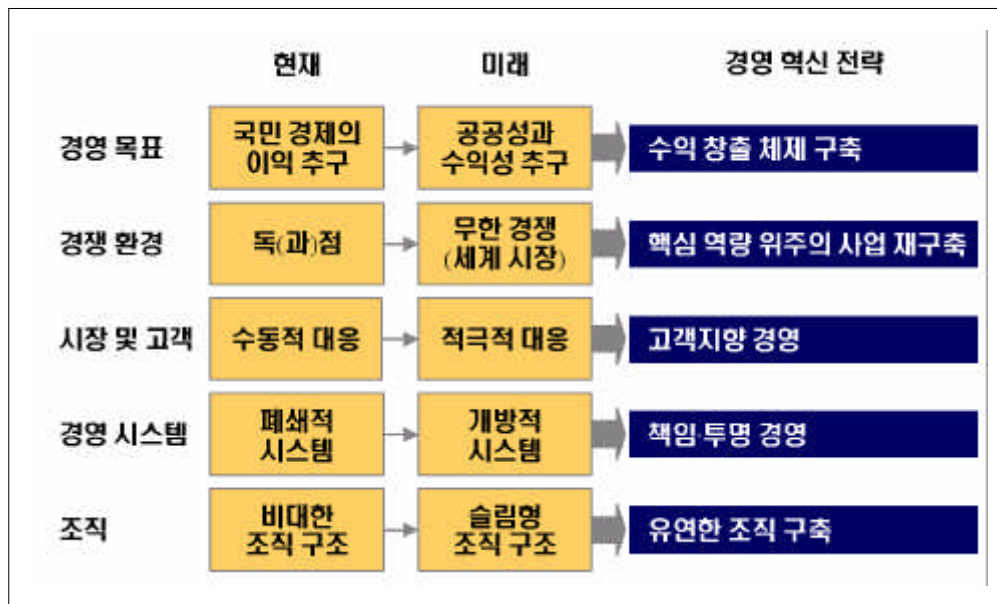 현재 미래 경영 혁신 전략
경영 목표
국민 경제의
이익 추구
공공성과
수익성 추구
수익 창출 체제 구축
경쟁 환경
독(과)점
무한 경쟁
(세계 시장)
핵심 역량 위주의 사업 재구축
시장 및 고객
수동적 대응
적극적 대응
고객지향 경영
경영 시스템
폐쇄적
시스템
개방적
시스템
책임·투명 경영
조직
비대한
조직 구조
슬림형
조직 구조
유연한 조직 구축